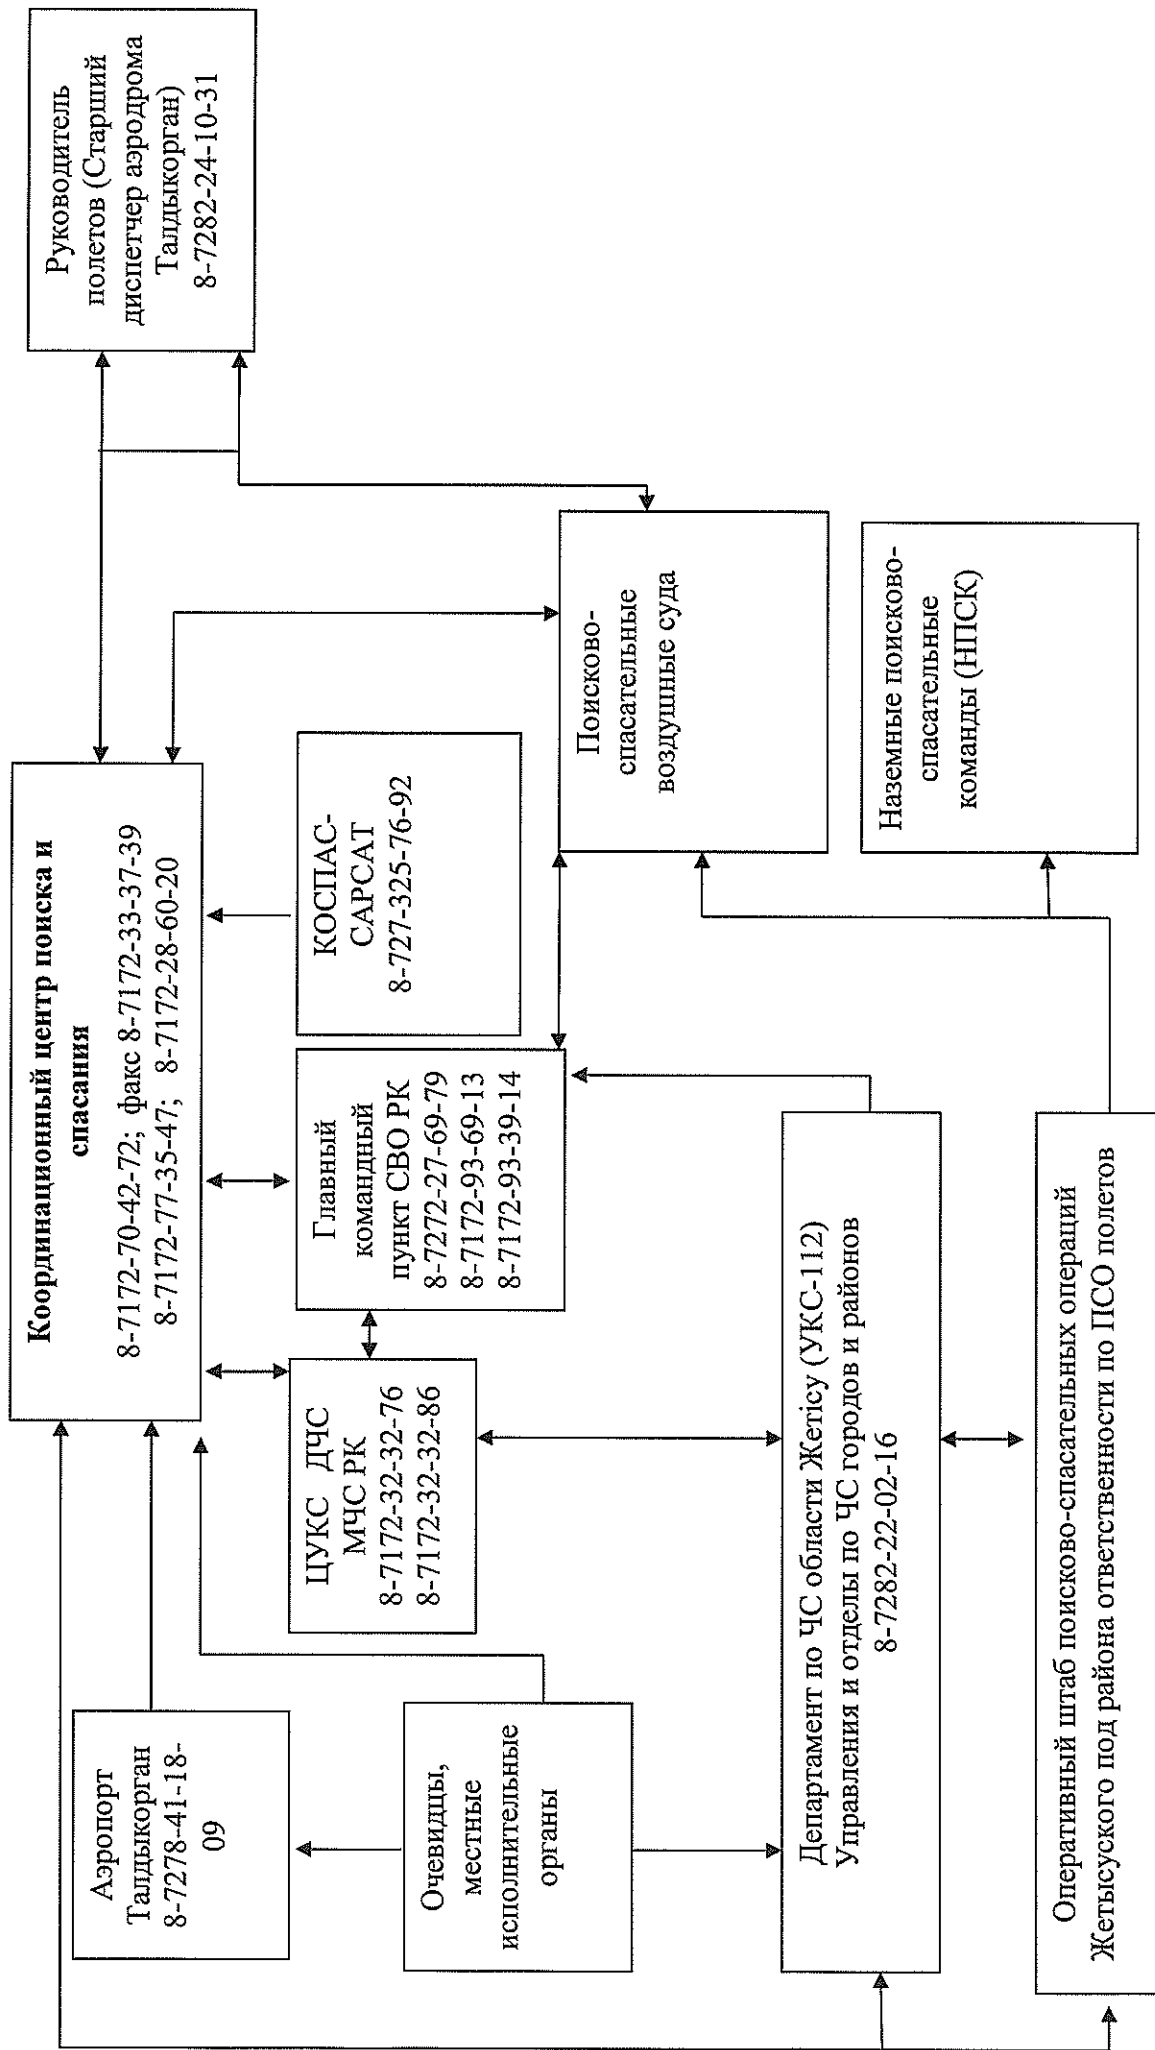 Координационный центр поиска и
спасания
8-7172-70-42-72; факс 8-7172-33-37-39
8-7172-77-35-47; 8-7172-28-60-20
Руководитель
полетов (Старший
диспетчер аэродрома
Талдыкорган)
8-7282-24-10-31
Аэропорт
Талдыкорган
8-7278-41-18-
09
ЦУКС ДЧС
МЧС РК
8-7172-32-32-76
8-7172-32-32-86
Главный
командный
пункт СВО РК
8-7272-27-69-79
8-7172-93-69-13
8-7172-93-39-14
КОСПАС-
САРСАТ
8-727-325-76-92
Очевидцы,
местные
исполнительные
органы
Поисково-
спасательные
воздушные суда
Департамент по ЧС области Жетісу (УКС-112)
Управления и отделы по ЧС городов и районов
8-7282-22-02-16
Наземные поисково-
спасательные
команды (НПСК)
Оперативный штаб поисково-спасательных операций
Жетысуского под района ответственности по ПСО полетов